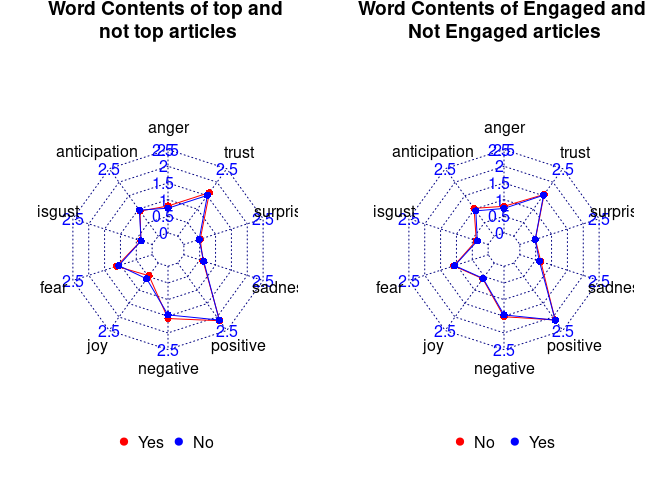 Word Contents of top and
not top articles
anger
trust
surpris
sadnes
positive
negative
joy
fear
isgust
anticipation
2.5
2.5
2.5
2.5
2.5
2.5
2.5
2.5
2.5
2.5
2.5
2
1.5
1
0.5
0
Yes No
Word Contents of Engaged and
Not Engaged articles
anger
trust
surpris
sadnes
positive
negative
joy
fear
isgust
anticipation
2.5
2.5
2.5
2.5
2.5
2.5
2.5
2.5
2.5
2.5
2.5
2
1.5
1
0.5
0
No Yes